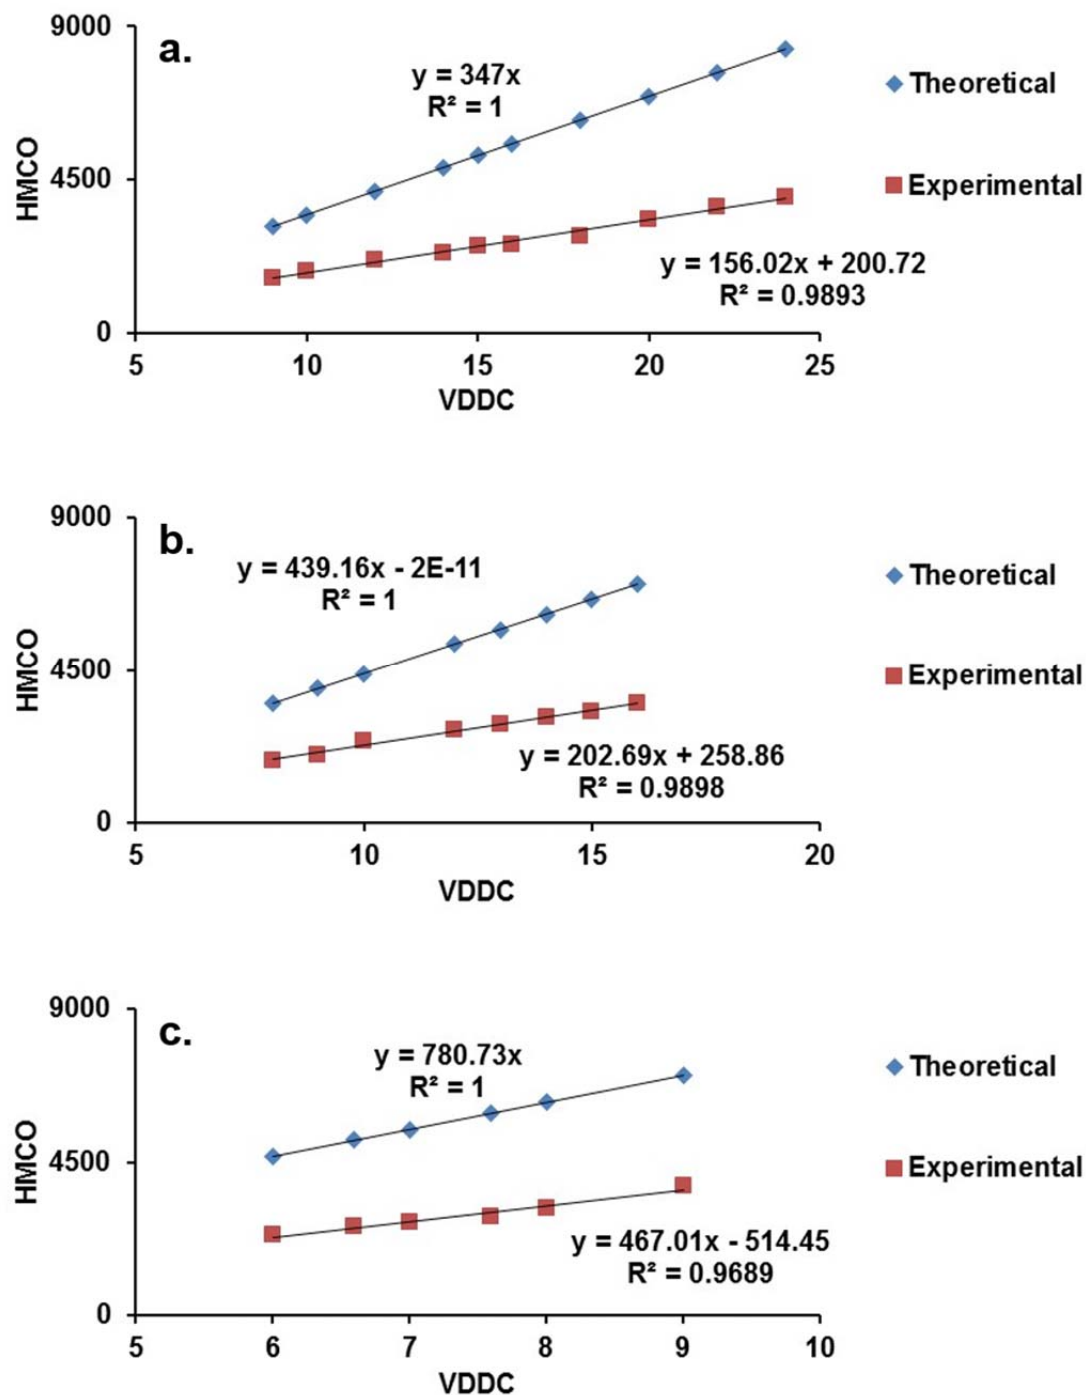 9000
a.
y = 347x
R² = 1
Theoretical
HMCO
4500
Experimental
y = 156.02x + 200.72
R² = 0.9893
0
5 10 15 20 25
VDDC
9000
b.
y = 439.16x - 2E-11
R² = 1
Theoretical
HMCO
4500
Experimental
y = 202.69x + 258.86
R² = 0.9898
0
5 10 15 20
VDDC
9000
c.
y = 780.73x
R² = 1
Theoretical
HMCO
4500
Experimental
y = 467.01x - 514.45
R² = 0.9689
0
5 6 7 8 9 10
VDDC